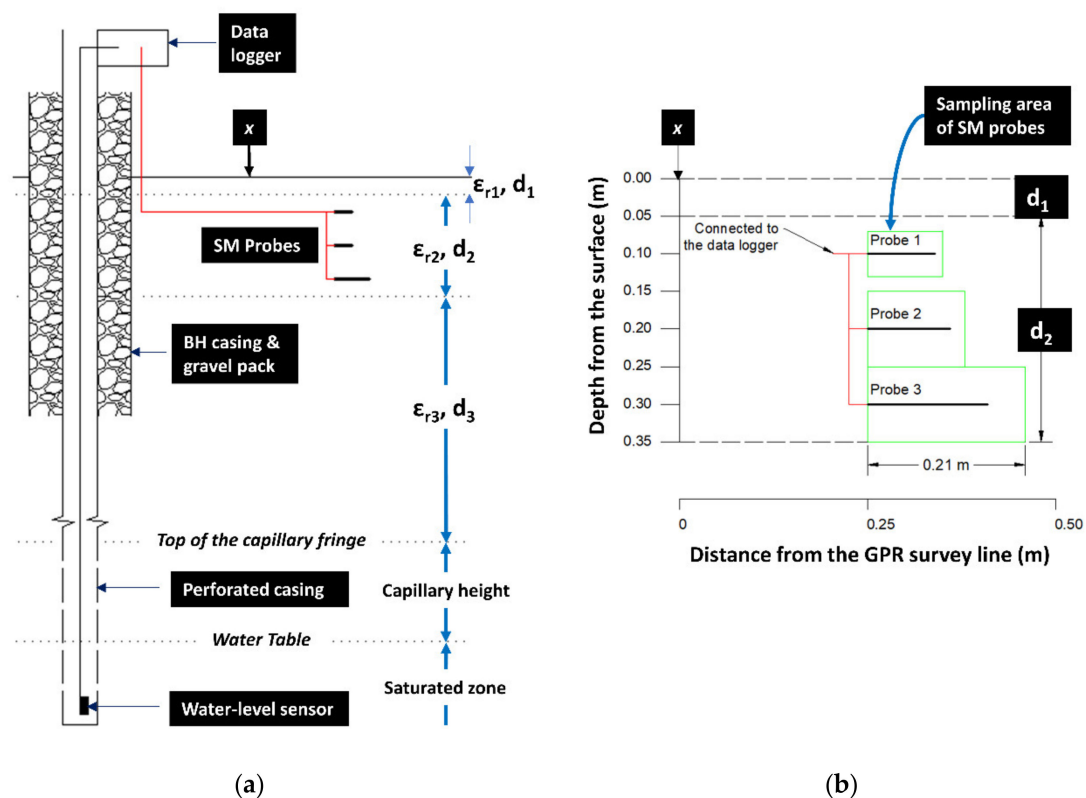 Data
logger
x
εr1, d1
SM Probes
εr2, d2
BH casing &
gravel pack
εr3, d3
Top of the capillary fringe
Perforated casing
Capillary height
Water Table
Saturated zone
Water-level sensor
(a)
Sampling area
of SM probes
x
Depth from the surface (m)
0.00
0.05
0.10
0.15
0.20
0.25
0.30
0.35
d1
Connected to
the data logger
Probe 1
Probe 2
d2
Probe 3
0.21 m
0
0.25
0.50
Distance from the GPR survey line (m)
(b)